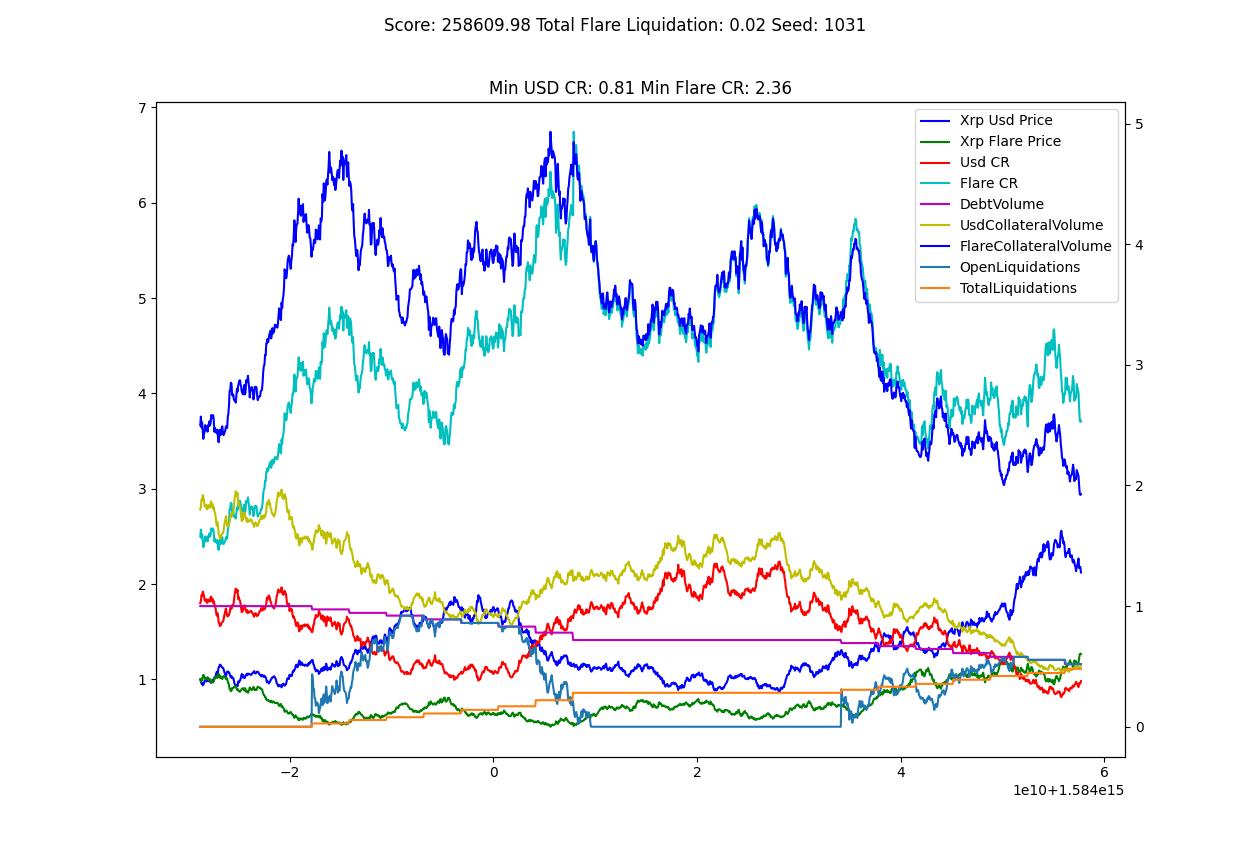 Score: 258609.98 Total Flare Liquidation: 0.02 Seed: 1031
Min USD CR: 0.81 Min Flare CR: 2.36
7
6
5
4
3
2
1
5
4
3
2
1
0
Xrp Usd Price
Xrp Flare Price
Usd CR
Flare CR
DebtVolume
UsdCollateralVolume
FlareCollateralVolume
OpenLiquidations
TotalLiquidations
−2 0 2 4 6
1e10+1.584e15